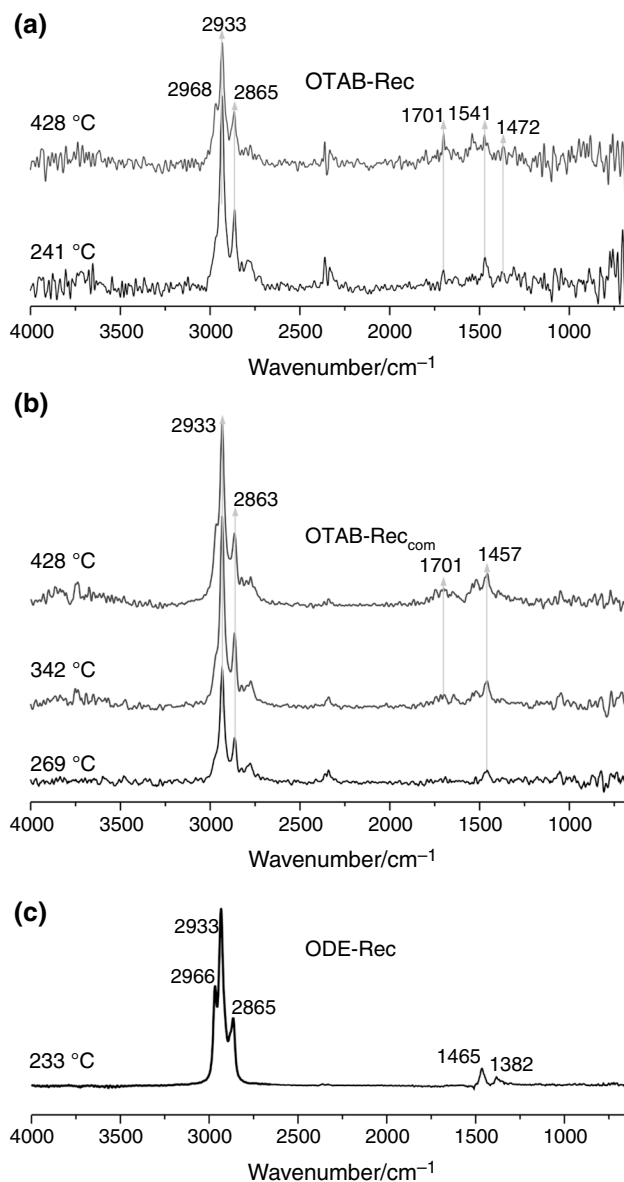 (a)
2933
2968
2865
OTAB-Rec
1701 1541
1472
428 °C
241 °C
4000 3500 3000 2500 2000 1500 1000
Wavenumber/cm⁻¹
(b)
2933
2863
OTAB-Rec_com
1701
1457
428 °C
342 °C
269 °C
4000 3500 3000 2500 2000 1500 1000
Wavenumber/cm⁻¹
(c)
2933
ODE-Rec
2966
2865
233 °C
1465
1382
4000 3500 3000 2500 2000 1500 1000
Wavenumber/cm⁻¹